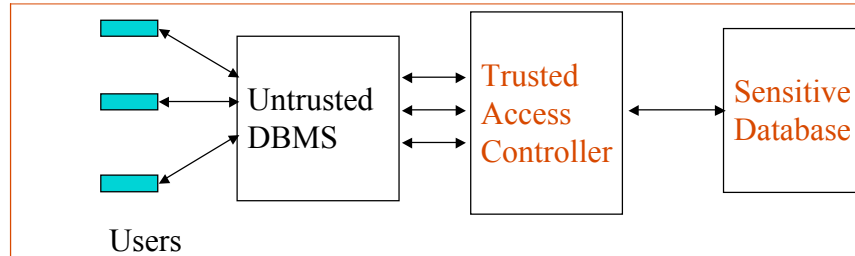 Untrusted
DBMS
Trusted
Access
Controller
Sensitive
Database
Users